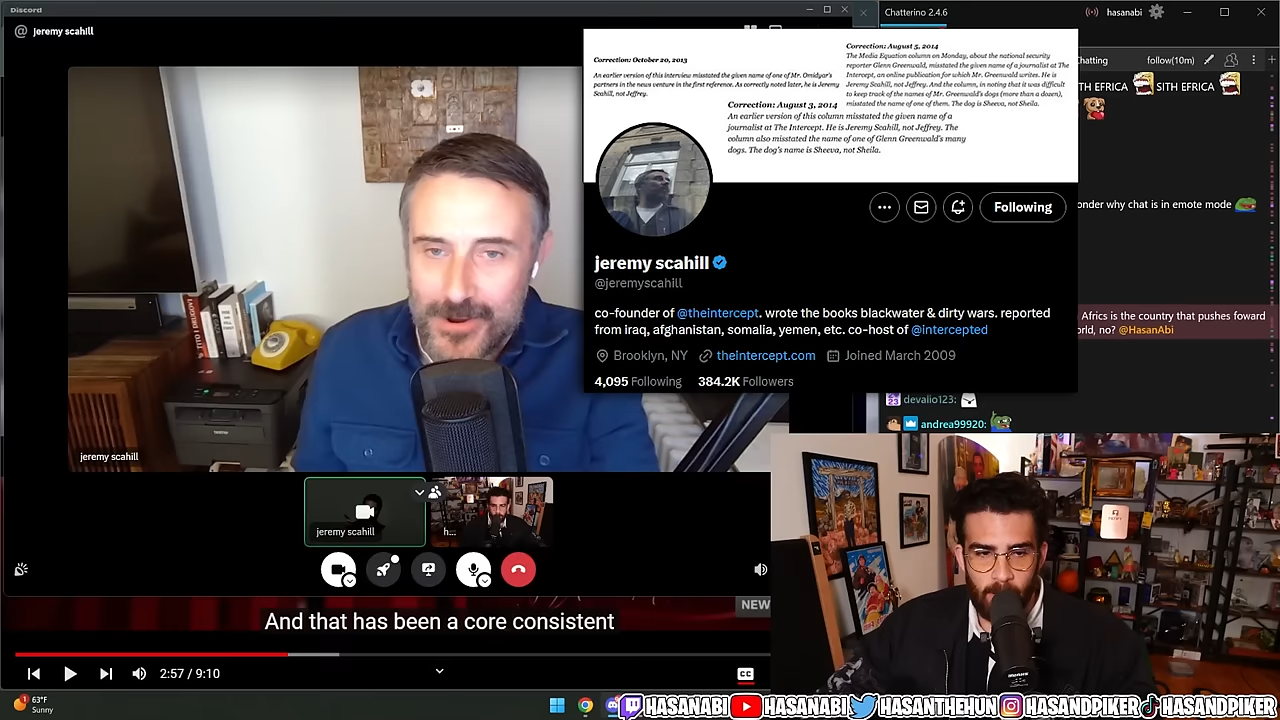 Discord
Chatterino 2.4.6
hasanabi
@ jeremy scahill
hatting
follow(10m)
TH EFRICA SITH EFRICA
Correction: October 20, 2013
An earlier version of this interview misstated the given name of one of Mr. Omidyar's
partners in the news venture in the first reference. As correctly noted later, he is Jeremy
Scahill, not Jeffrey.
Correction: August 5, 2014
The Media Equation column on Monday, about the national security
reporter Glenn Greenwald, misstated the given name of a journalist at The
Intercept, an online publication for which Mr. Greenwald writes. He is
Jeremy Scahill, not Jeffrey. And the column, in noting that it was difficult
to keep track of the names of Mr. Greenwald's dogs (more than a dozen),
misstated the name of one of them. The dog is Sheeva, not Sheila.
Correction: August 3, 2014
An earlier version of this column misstated the given name of a
journalist at The Intercept. He is Jeremy Scahill, not Jeffrey. The
column also misstated the name of one of Glenn Greenwald's many
dogs. The dog's name is Sheeva, not Sheila.
Following
onder why chat is in emote mode
jeremy scahill
@jeremyscahill
co-founder of @theintercept. wrote the books blackwater & dirty wars. reported
from iraq, afghanistan, somalia, yemen, etc. co-host of @intercepted
Brooklyn, NY theintercept.com Joined March 2009
4,095 Following 384.2K Followers
Africs is the country that pushes foward
rld, no? @HasanAbi
devalio123:
andrea99920:
jeremy scahill
jeremy scahill
h...
NEW
And that has been a core consistent
2:57 / 9:10
CC
63°F
Sunny
HASANABI HASANABI HASANTHEHUN HASANDPIKER HASANDPIKER